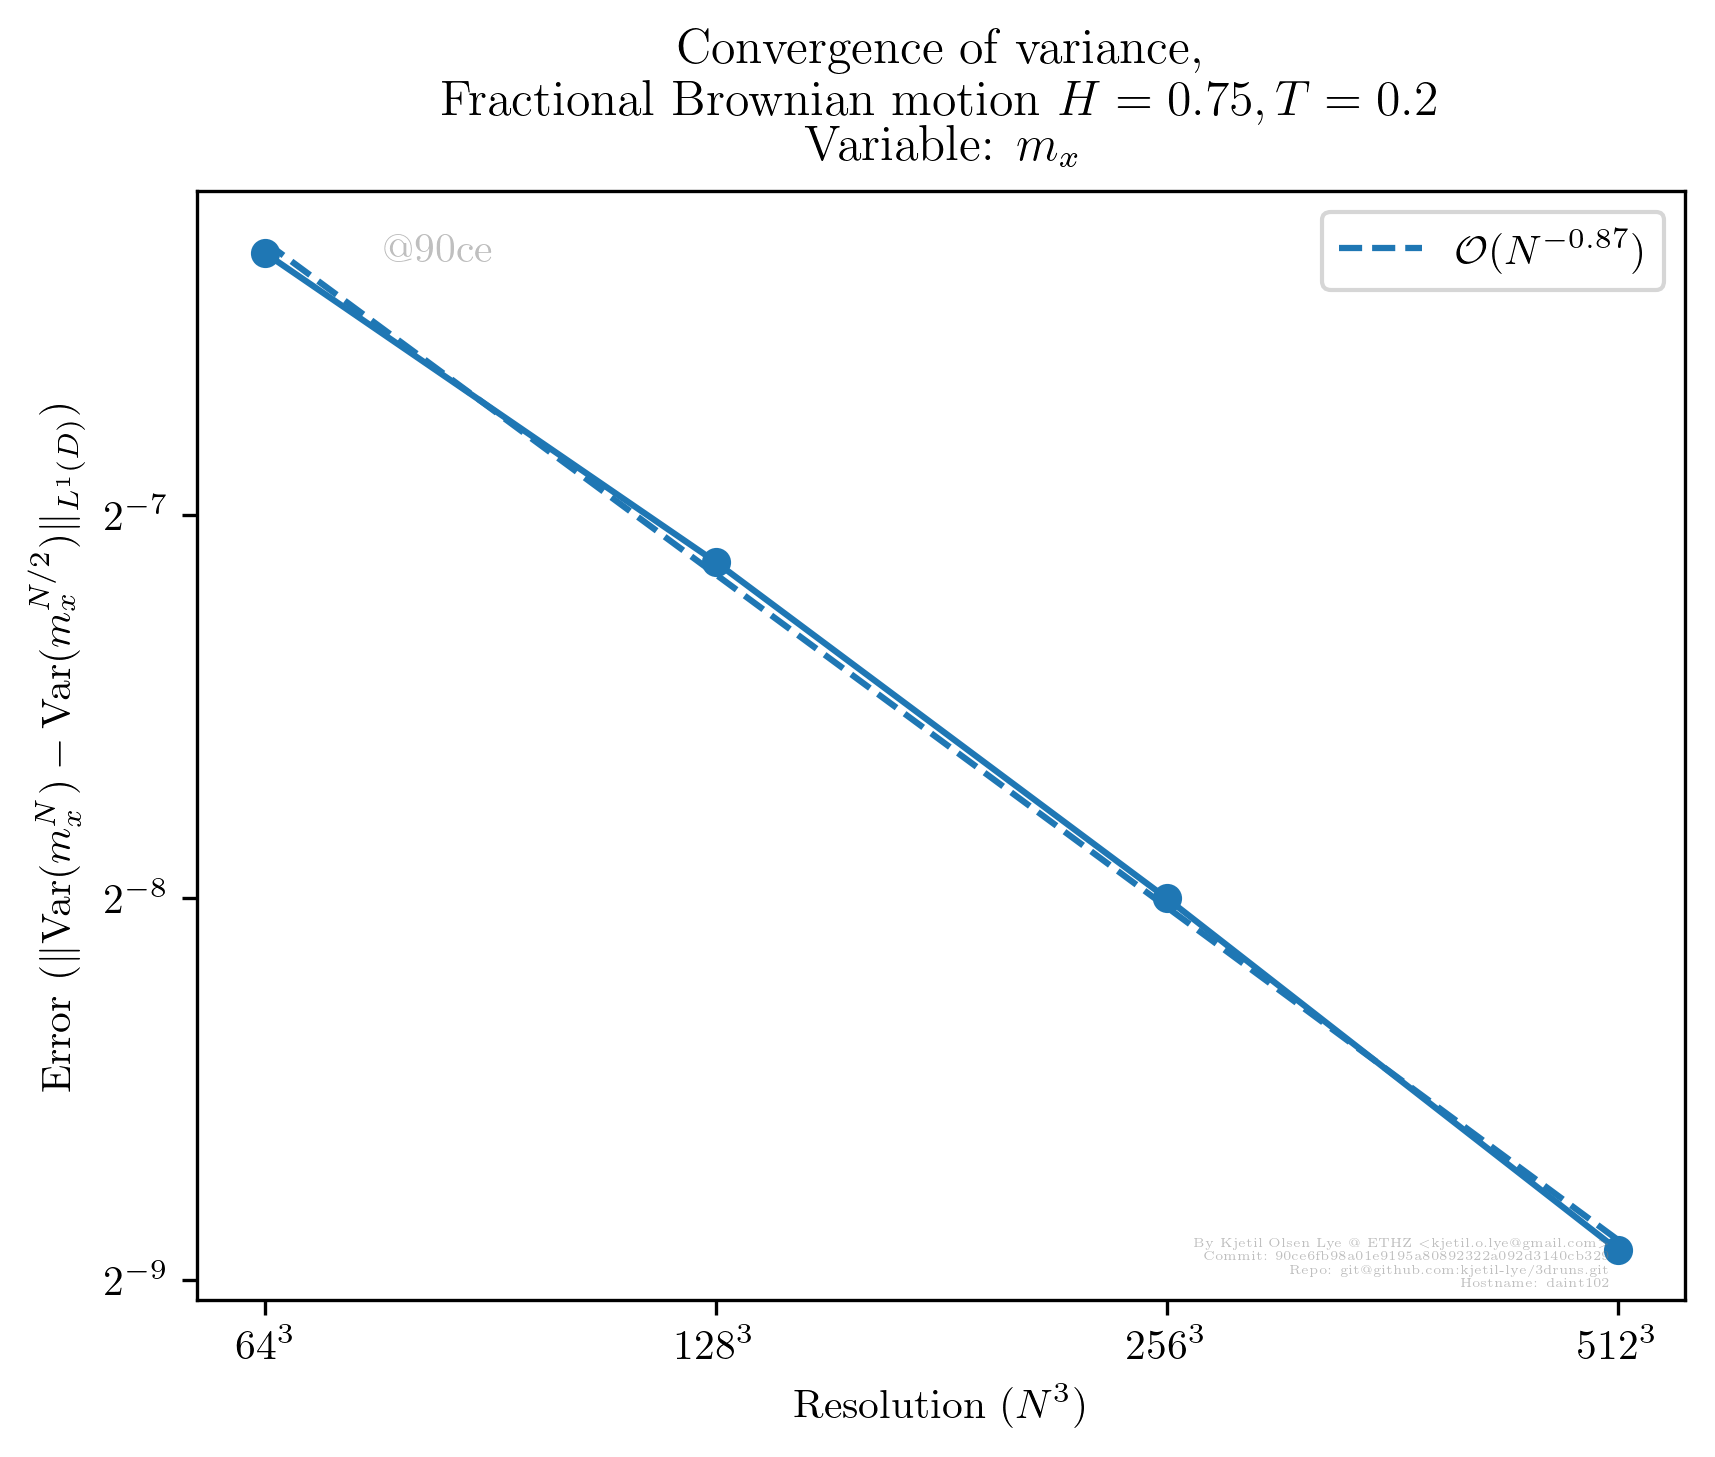 Convergence of variance,
Fractional Brownian motion H = 0.75, T = 0.2
Variable: m_x
@90ce
O(N^{-0.87})
Error (‖Var(m_x^N) − Var(m_x^{N/2})‖_{L^1(D)})
2^{-7}
2^{-8}
2^{-9}
By Kjetil Olsen Lye @ ETHZ <kjetil.o.lye@gmail.com
Repo: git@github.com:kjetil-lye/3druns.git
Commit: 90ce6fb98a01e9195a80892322a092d3140cb32
Hostname: daint102
64^3 128^3 256^3 512^3
Resolution (N^3)